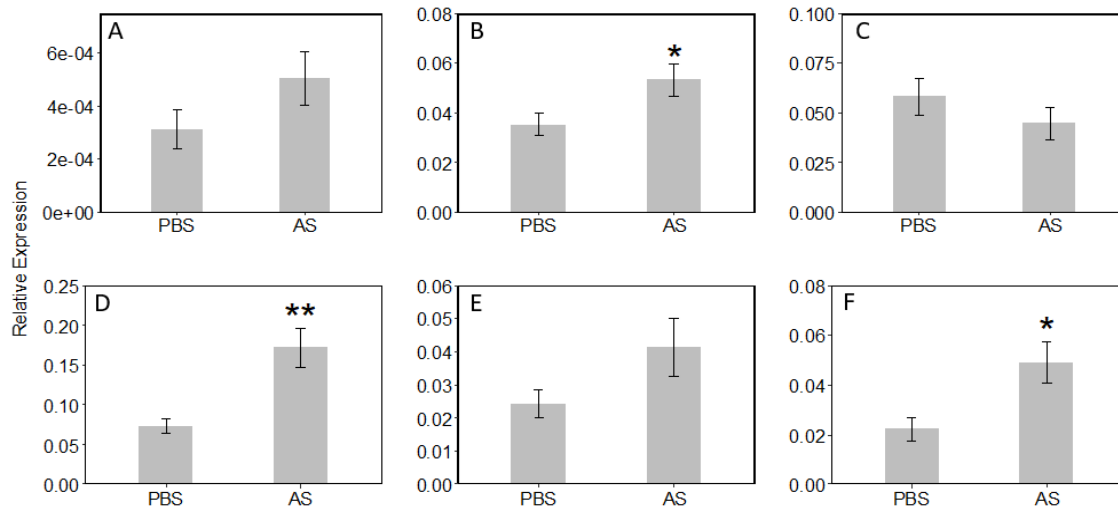 A
6e-04
4e-04
2e-04
0e+00
PBS AS
B
*
0.08
0.06
0.04
0.02
0.00
PBS AS
C
0.100
0.075
0.050
0.025
0.000
PBS AS
Relative Expression
D
**
0.25
0.20
0.15
0.10
0.05
0.00
PBS AS
E
0.06
0.05
0.04
0.03
0.02
0.01
0.00
PBS AS
F
*
0.08
0.06
0.04
0.02
0.00
PBS AS